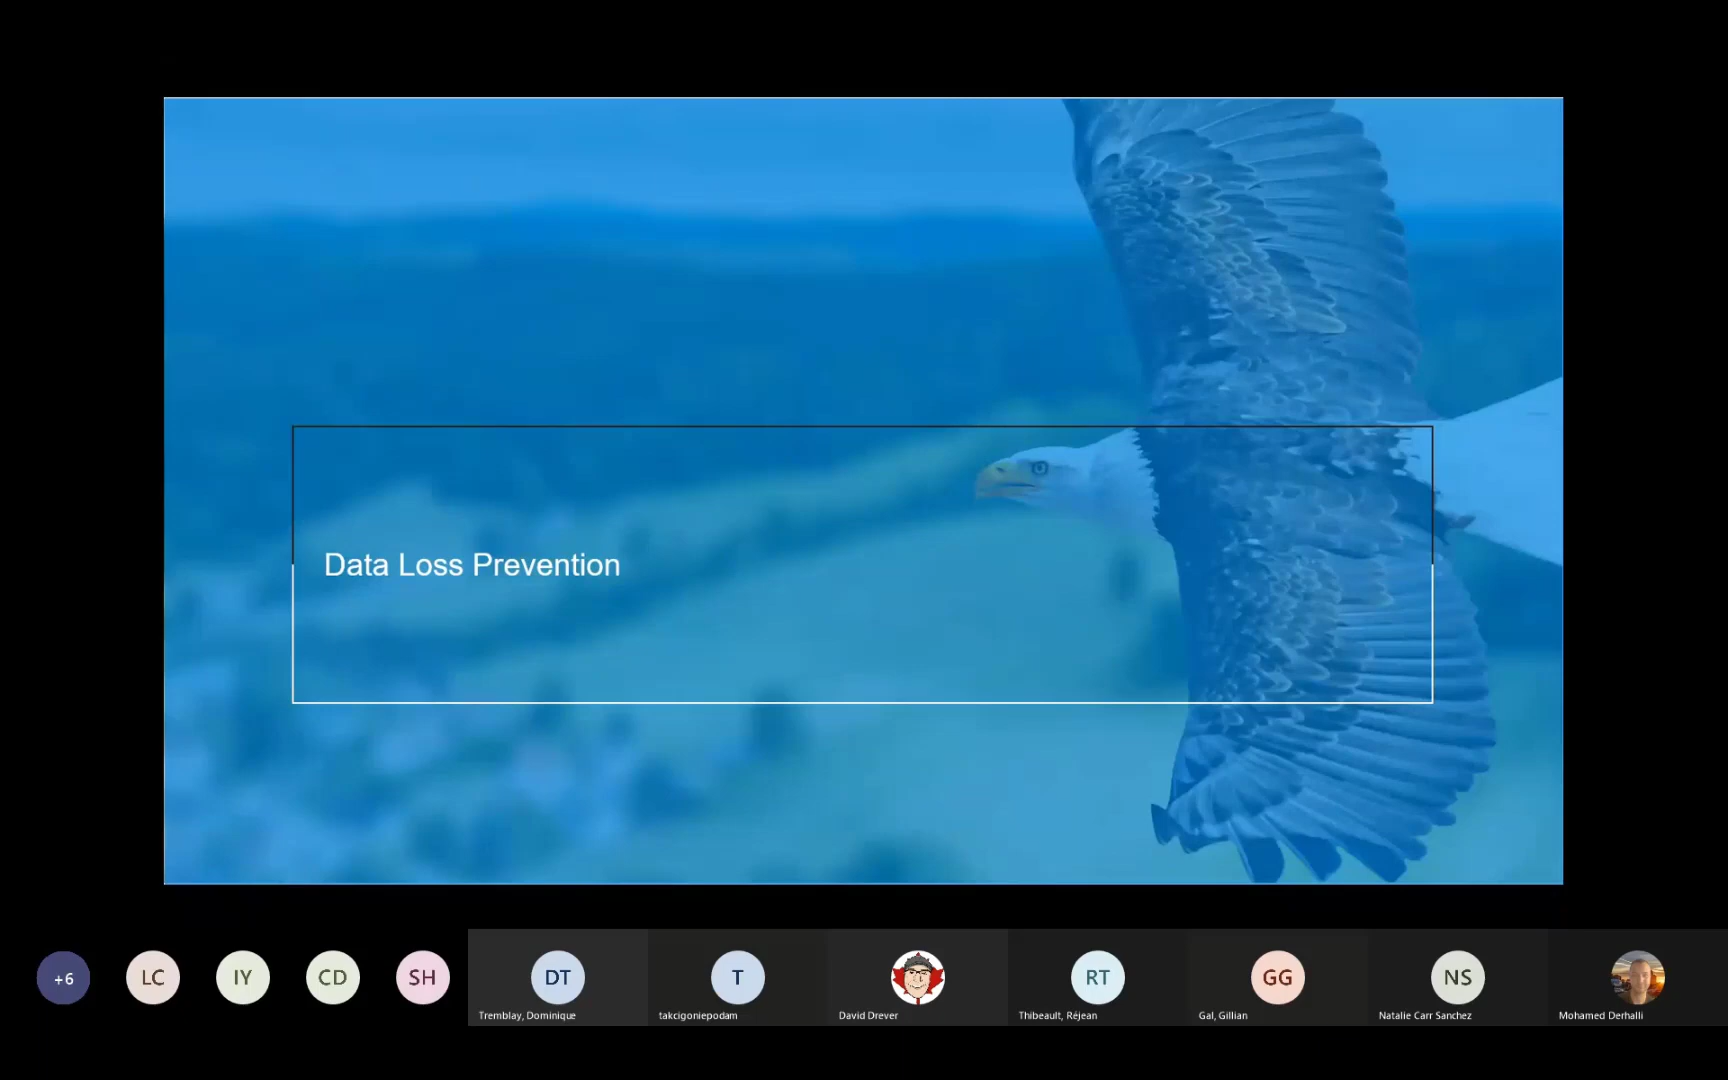 Data Loss Prevention
+6
LC
IY
CD
SH
DT
T
RT
GG
NS
Tremblay, Dominique
takcigoniepodam
David Drever
Thibeault, Réjean
Gal, Gillian
Natalie Carr Sanchez
Mohamed Derhalli